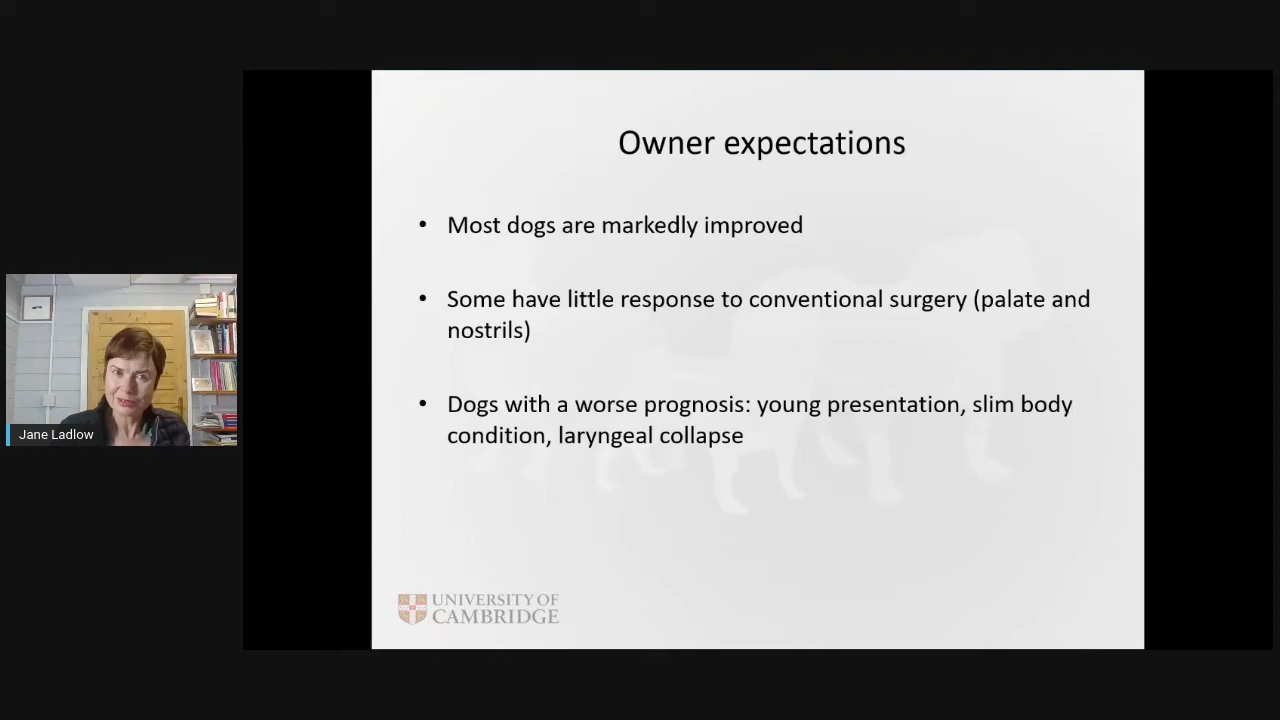 Owner expectations
• Most dogs are markedly improved
• Some have little response to conventional surgery (palate and
nostrils)
• Dogs with a worse prognosis: young presentation, slim body
condition, laryngeal collapse
Jane Ladlow
UNIVERSITY OF
CAMBRIDGE